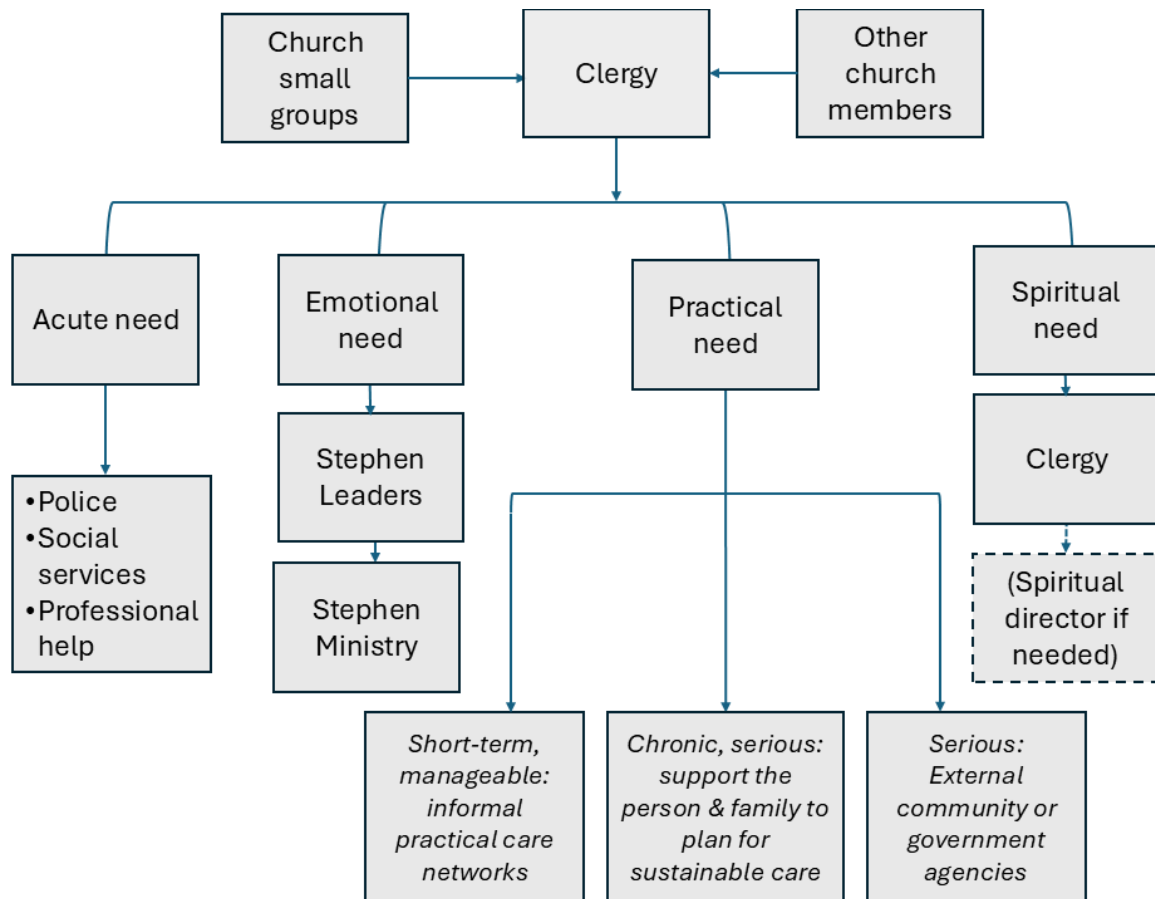 Church
small
groups
Clergy
Other
church
members
Acute need
Emotional
need
Practical
need
Spiritual
need
•Police
•Social
services
•Professional
help
Stephen
Leaders
Stephen
Ministry
Clergy
(Spiritual
director if
needed)
Short-term,
manageable:
informal
practical care
networks
Chronic, serious:
support the
person & family to
plan for
sustainable care
Serious:
External
community or
government
agencies